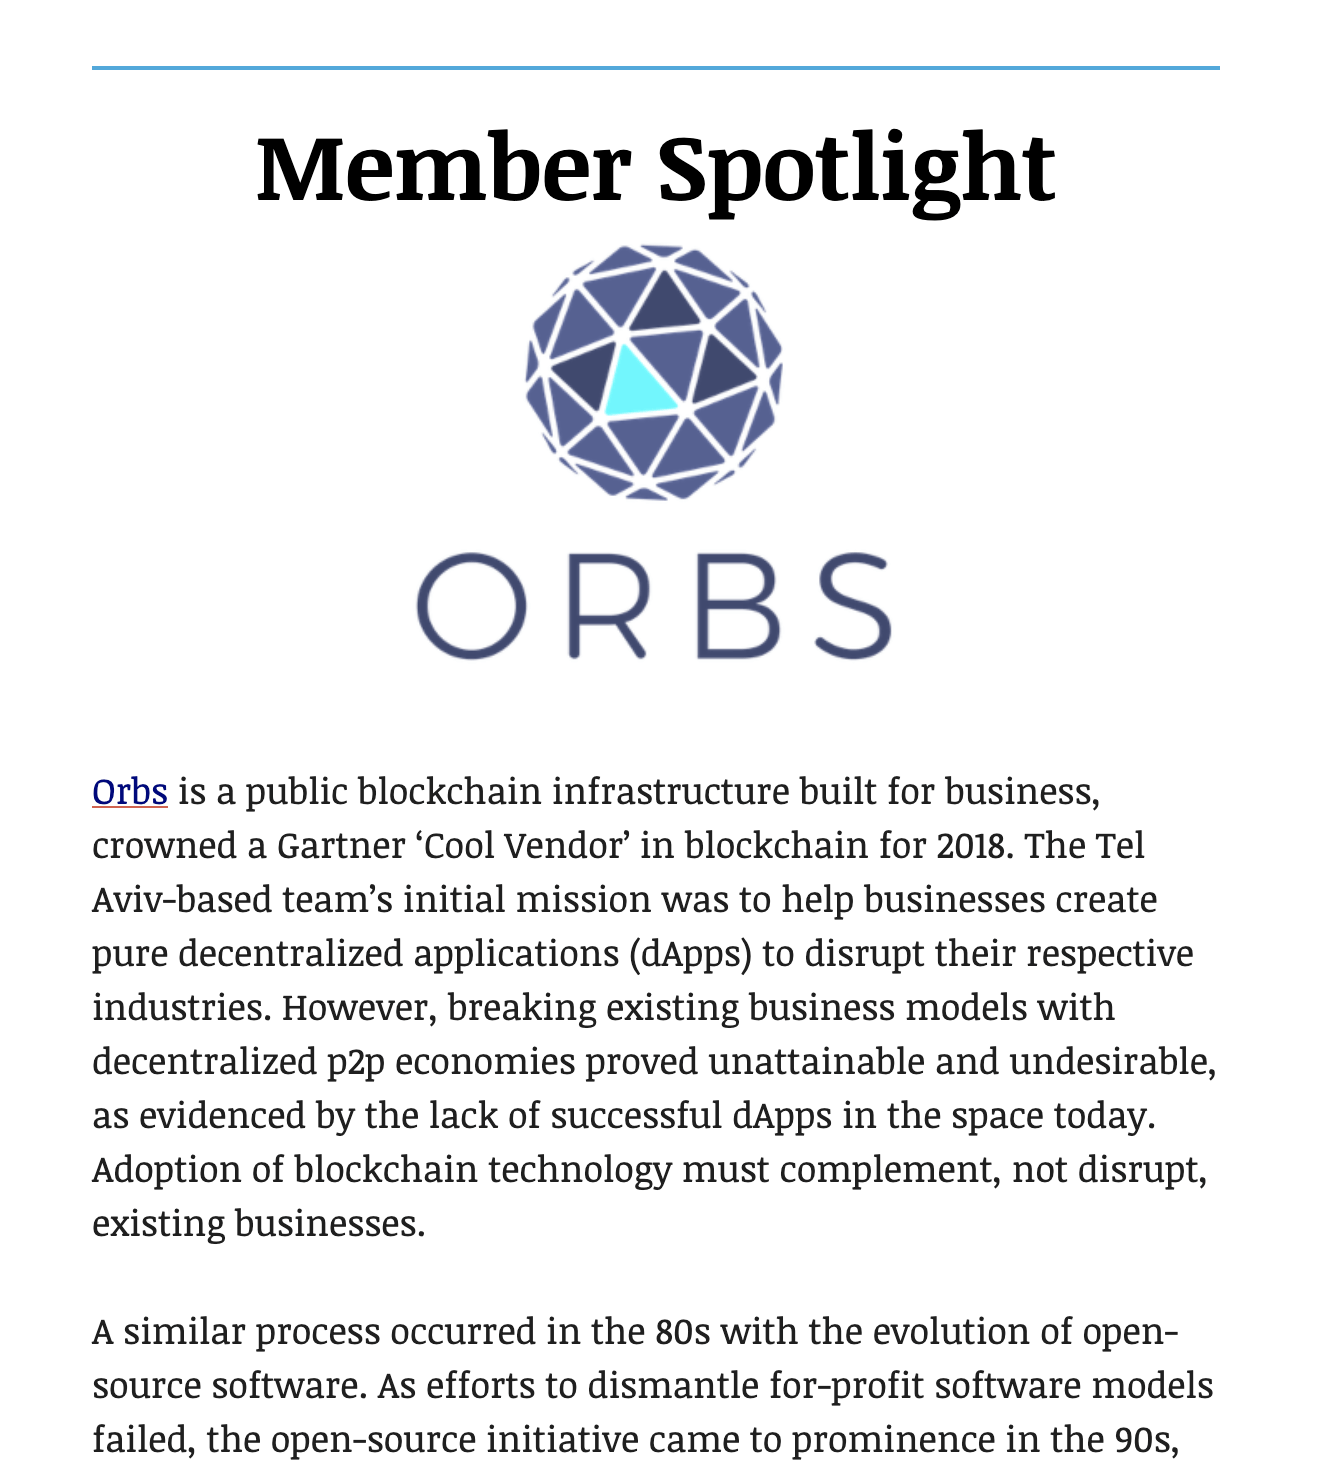 Member Spotlight
ORBS
Orbs is a public blockchain infrastructure built for business,
crowned a Gartner ‘Cool Vendor’ in blockchain for 2018. The Tel
Aviv-based team’s initial mission was to help businesses create
pure decentralized applications (dApps) to disrupt their respective
industries. However, breaking existing business models with
decentralized p2p economies proved unattainable and undesirable,
as evidenced by the lack of successful dApps in the space today.
Adoption of blockchain technology must complement, not disrupt,
existing businesses.
A similar process occurred in the 80s with the evolution of open-
source software. As efforts to dismantle for-profit software models
failed, the open-source initiative came to prominence in the 90s,